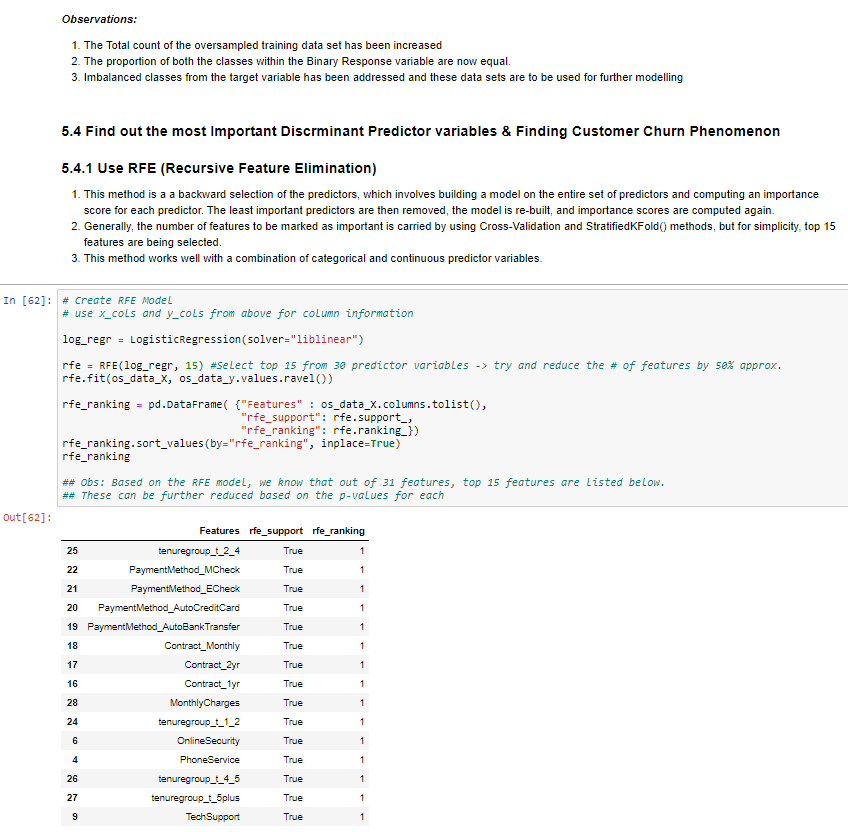 Observations:
1. The Total count of the oversampled training data set has been increased
2. The proportion of both the classes within the Binary Response variable are now equal.
3. Imbalanced classes from the target variable has been addressed and these data sets are to be used for further modelling
5.4 Find out the most Important Discrminant Predictor variables & Finding Customer Churn Phenomenon
5.4.1 Use RFE (Recursive Feature Elimination)
1. This method is a a backward selection of the predictors, which involves building a model on the entire set of predictors and computing an importance
score for each predictor. The least important predictors are then removed, the model is re-built, and importance scores are computed again.
2. Generally, the number of features to be marked as important is carried by using Cross-Validation and StratifiedKFold() methods, but for simplicity, top 15
features are being selected.
3. This method works well with a combination of categorical and continuous predictor variables.
In [62]: # Create RFE Model
# use x_cols and y_cols from above for column information
log_regr = LogisticRegression(solver="liblinear")
rfe = RFE(log_regr, 15) #Select top 15 from 30 predictor variables -> try and reduce the # of features by 50% approx.
rfe.fit(os_data_X, os_data_y.values.ravel())
rfe_ranking = pd.DataFrame( {"Features" : os_data_X.columns.tolist(),
"rfe_support": rfe.support_,
"rfe_ranking": rfe.ranking_})
rfe_ranking.sort_values(by="rfe_ranking", inplace=True)
rfe_ranking
## Obs: Based on the RFE model, we know that out of 31 features, top 15 features are listed below.
## These can be further reduced based on the p-values for each
Out[62]:
Features rfe_support rfe_ranking
25 tenuregroup_t_2_4 True 1
22 PaymentMethod_MCheck True 1
21 PaymentMethod_ECheck True 1
20 PaymentMethod_AutoCreditCard True 1
19 PaymentMethod_AutoBankTransfer True 1
18 Contract_Monthly True 1
17 Contract_2yr True 1
16 Contract_1yr True 1
28 MonthlyCharges True 1
24 tenuregroup_t_1_2 True 1
6 OnlineSecurity True 1
4 PhoneService True 1
26 tenuregroup_t_4_5 True 1
27 tenuregroup_t_5plus True 1
9 TechSupport True 1